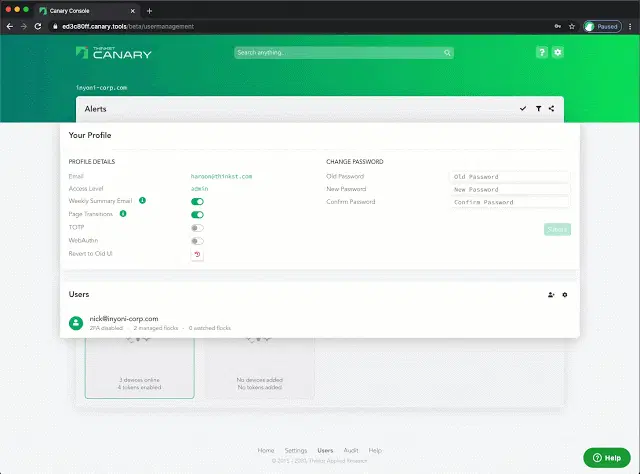 Canary Console
ed3c80ff.canary.tools/beta/usermanagement
Paused
THINKST
CANARY
Search anything...
?
inyoni-corp.com
Alerts
Your Profile
PROFILE DETAILS
Email haroon@thinkst.com
Access Level admin
Weekly Summary Email
Page Transitions
TOTP
WebAuthn
Revert to Old UI
CHANGE PASSWORD
Old Password Old Password
New Password New Password
Confirm Password Confirm Password
Submit
Users
nick@inyoni-corp.com
2FA disabled · 2 managed flocks · 0 watched flocks
3 devices online
4 tokens enabled
No devices added
No tokens added
Home Settings Users Audit Help
© 2015 - 2020, Thinkst Applied Research
Help